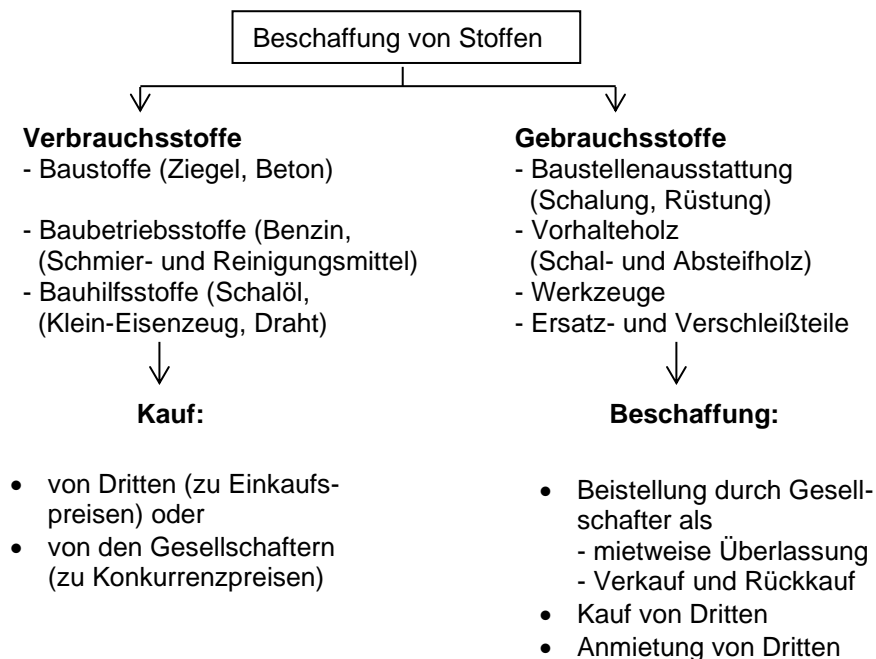 Beschaffung von Stoffen
Verbrauchsstoffe
- Baustoffe (Ziegel, Beton)
- Baubetriebsstoffe (Benzin,
(Schmier- und Reinigungsmittel)
- Bauhilfsstoffe (Schalöl,
(Klein-Eisenzeug, Draht)
Kauf:
• von Dritten (zu Einkaufs-
preisen) oder
• von den Gesellschaftern
(zu Konkurrenzpreisen)
Gebrauchsstoffe
- Baustellenausstattung
(Schalung, Rüstung)
- Vorhalteholz
(Schal- und Absteifholz)
- Werkzeuge
- Ersatz- und Verschleißteile
Beschaffung:
• Beistellung durch Gesell-
schafter als
- mietweise Überlassung
- Verkauf und Rückkauf
• Kauf von Dritten
• Anmietung von Dritten